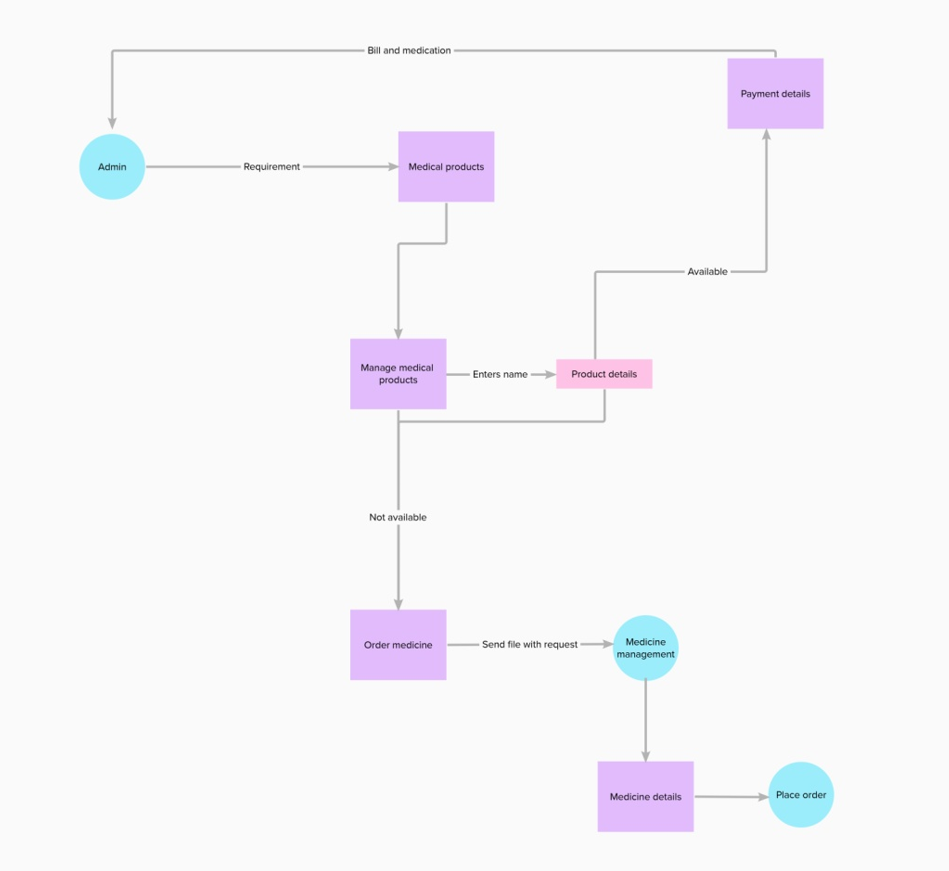 Bill and medication
Payment details
Admin
Requirement
Medical products
Available
Manage medical
products
Enters name
Product details
Not available
Order medicine
Send file with request
Medicine
management
Medicine details
Place order